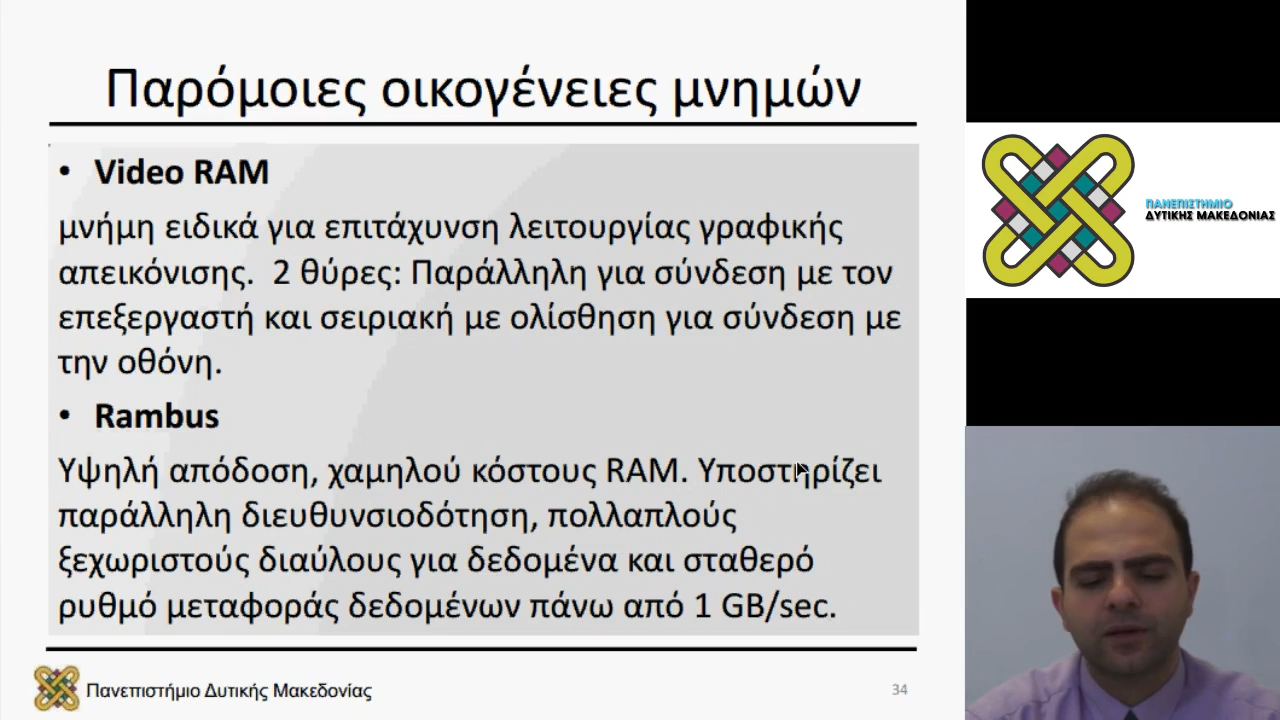 Παρόμοιες οικογένειες μνημών
• Video RAM
μνήμη ειδικά για επιτάχυνση λειτουργίας γραφικής
απεικόνισης. 2 θύρες: Παράλληλη για σύνδεση με τον
επεξεργαστή και σειριακή με ολίσθηση για σύνδεση με
την οθόνη.
• Rambus
Υψηλή απόδοση, χαμηλού κόστους RAM. Υποστηρίζει
παράλληλη διευθυνσιοδότηση, πολλαπλούς
ξεχωριστούς διαύλους για δεδομένα και σταθερό
ρυθμό μεταφοράς δεδομένων πάνω από 1 GB/sec.
Πανεπιστήμιο Δυτικής Μακεδονίας
34
ΠΑΝΕΠΙΣΤΗΜΙΟ
ΔΥΤΙΚΗΣ ΜΑΚΕΔΟΝΙΑΣ